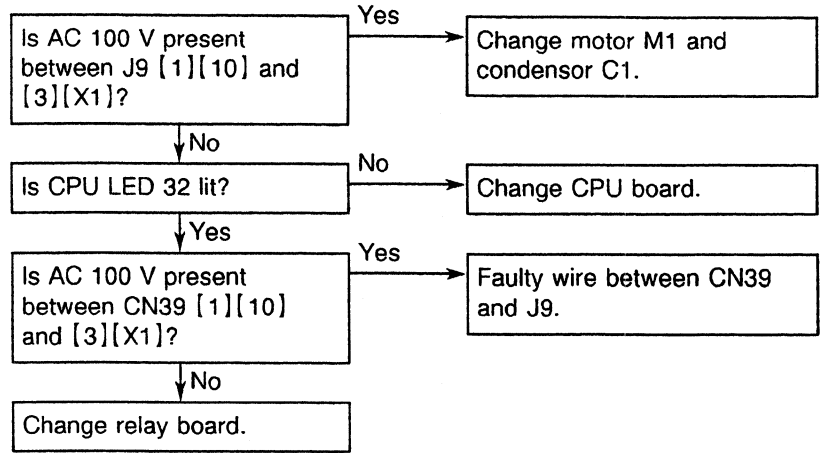 Is AC 100 V present
between J9 [1][10] and
[3][X1]?
Yes
Change motor M1 and
condensor C1.
No
Is CPU LED 32 lit?
No
Change CPU board.
Yes
Is AC 100 V present
between CN39 [1][10]
and [3][X1]?
Yes
Faulty wire between CN39
and J9.
No
Change relay board.